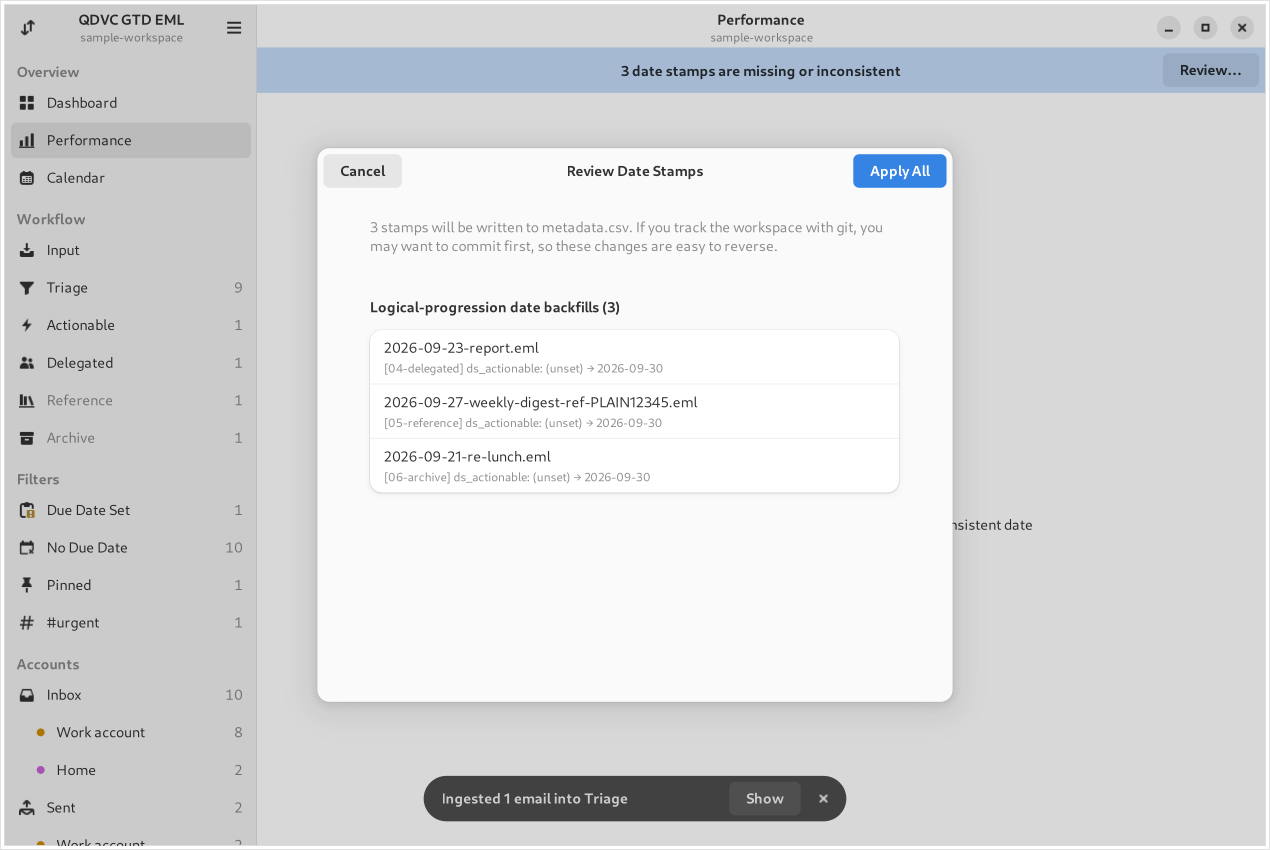 QDVC GTD EML
sample-workspace
Performance
sample-workspace
3 date stamps are missing or inconsistent
Review...
Overview
Dashboard
Performance
Calendar
Workflow
Input
Triage 9
Actionable 1
Delegated 1
Reference 1
Archive 1
Filters
Due Date Set 1
No Due Date 10
Pinned 1
#urgent 1
Accounts
Inbox 10
Work account 8
Home 2
Sent 2
Work account 2
Cancel
Review Date Stamps
Apply All
3 stamps will be written to metadata.csv. If you track the workspace with git, you
may want to commit first, so these changes are easy to reverse.
Logical-progression date backfills (3)
2026-09-23-report.eml
[04-delegated] ds_actionable: (unset) → 2026-09-30
2026-09-27-weekly-digest-ref-PLAIN12345.eml
[05-reference] ds_actionable: (unset) → 2026-09-30
2026-09-21-re-lunch.eml
[06-archive] ds_actionable: (unset) → 2026-09-30
date
Ingested 1 email into Triage
Show